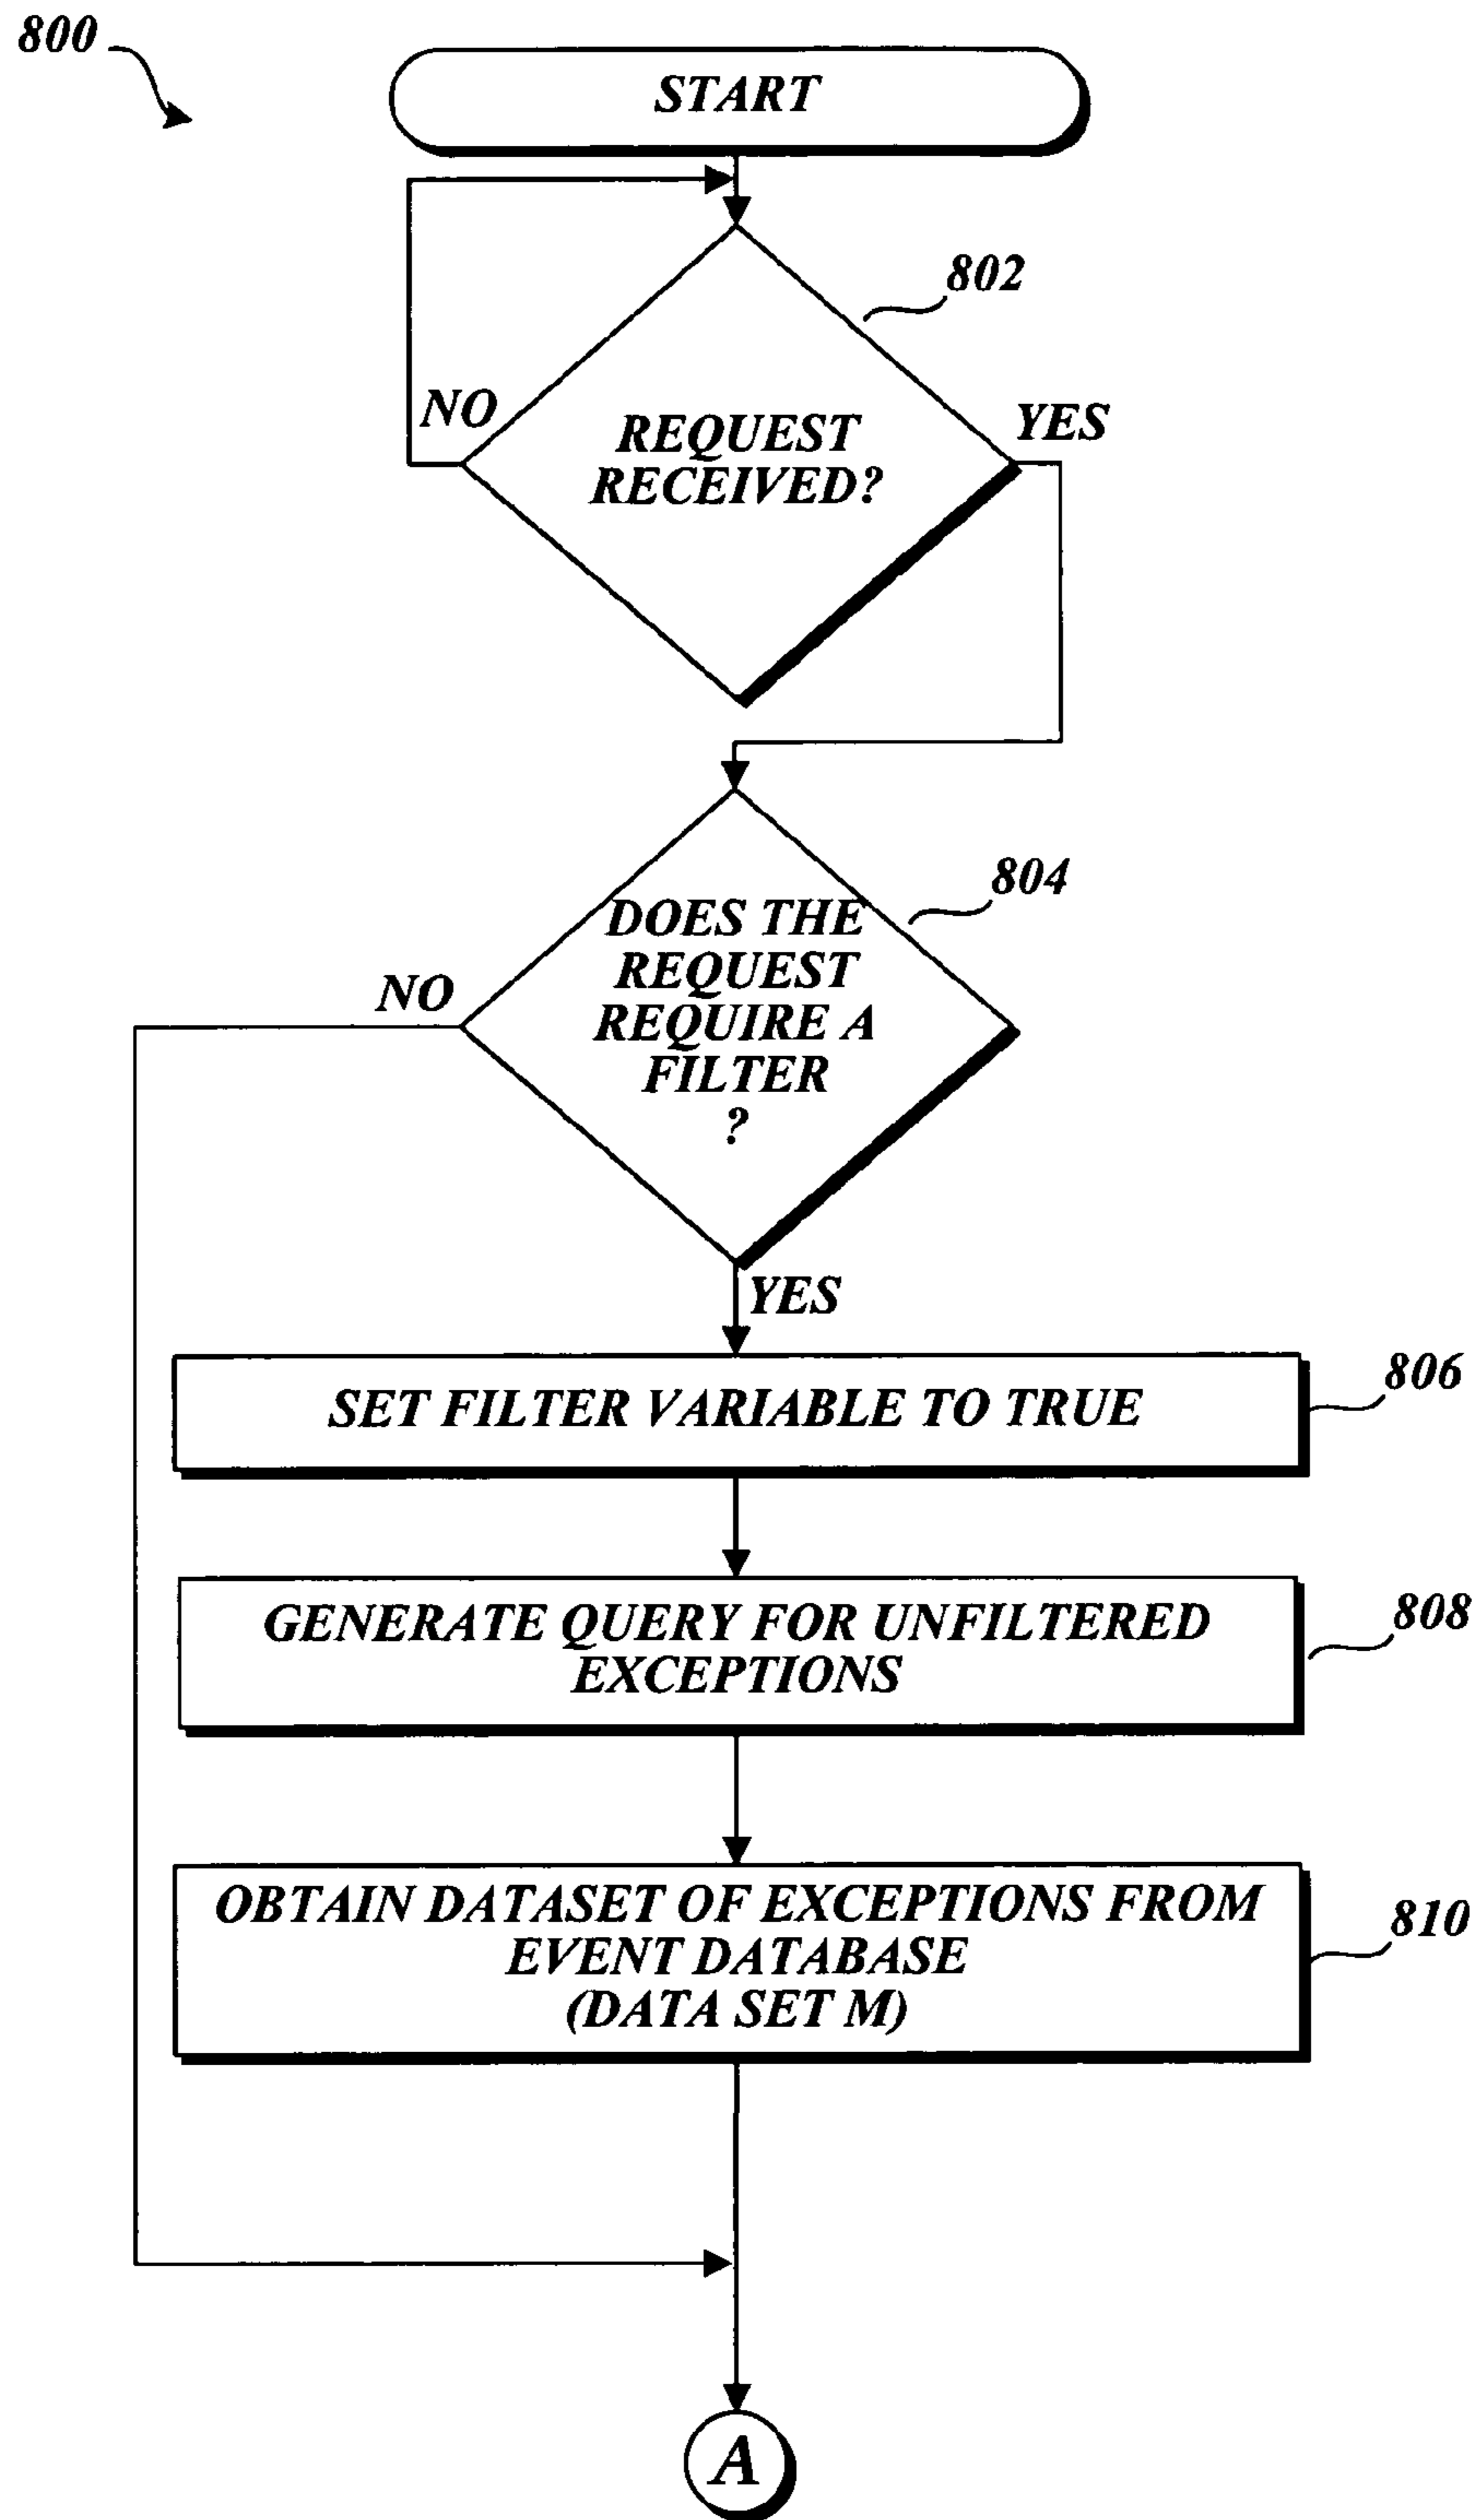 800
START
802
NO
YES
REQUEST
RECEIVED?
804
DOES THE
REQUEST
REQUIRE A
FILTER
?
NO
YES
806
SET FILTER VARIABLE TO TRUE
808
GENERATE QUERY FOR UNFILTERED
EXCEPTIONS
810
OBTAIN DATASET OF EXCEPTIONS FROM
EVENT DATABASE
(DATA SET M)
A